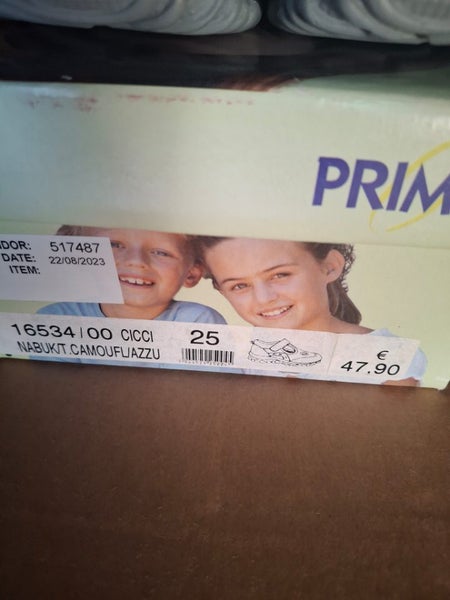 PRIM
DOR: 517487
DATE: 22/08/2023
ITEM:
16534/00 CICCI 25
NABUK/T.CAMOUFL/AZZU
€
47.90